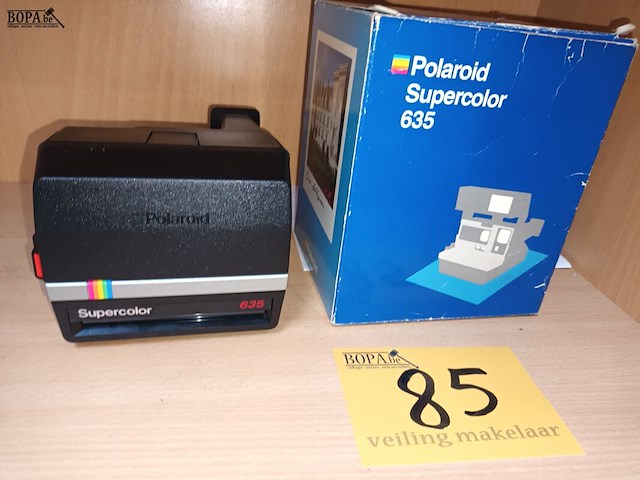 BOPA.be
Polaroid
Supercolor
635
Polaroid
Supercolor 635
BOPA.be
85
veiling makelaar